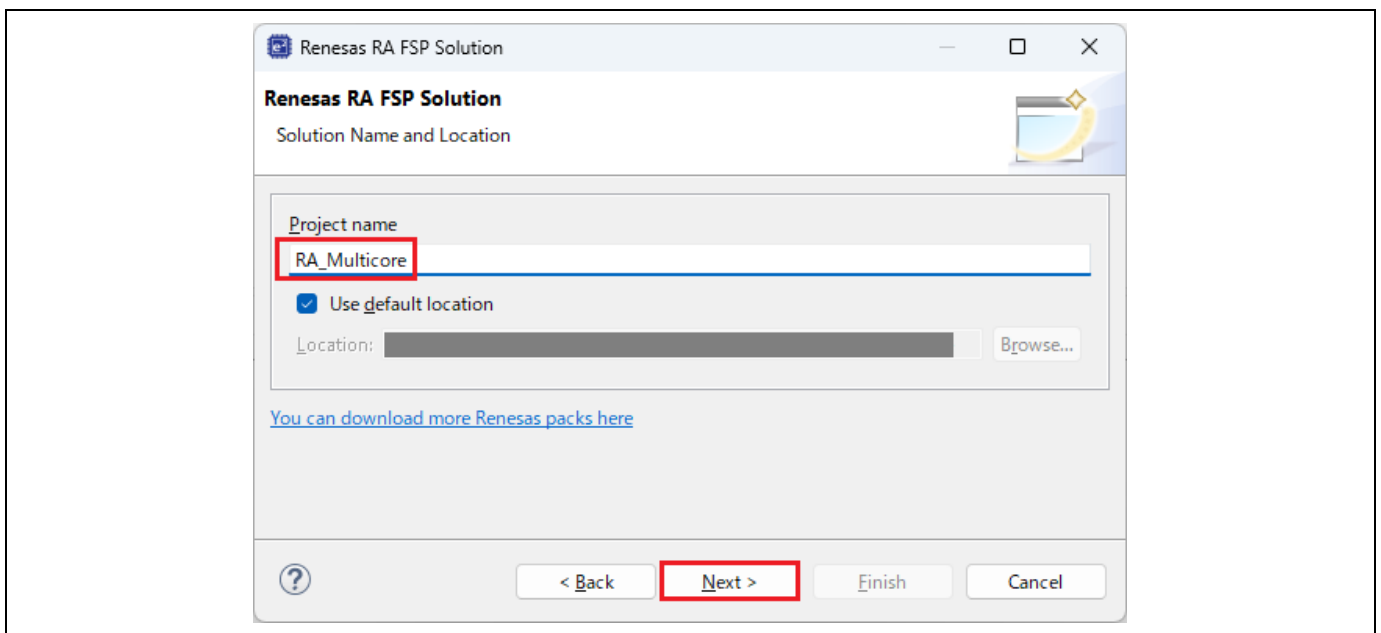 Renesas RA FSP Solution
Renesas RA FSP Solution
Solution Name and Location
Project name
RA_Multicore
Use default location
Location: Browse...
You can download more Renesas packs here
? < Back Next > Finish Cancel